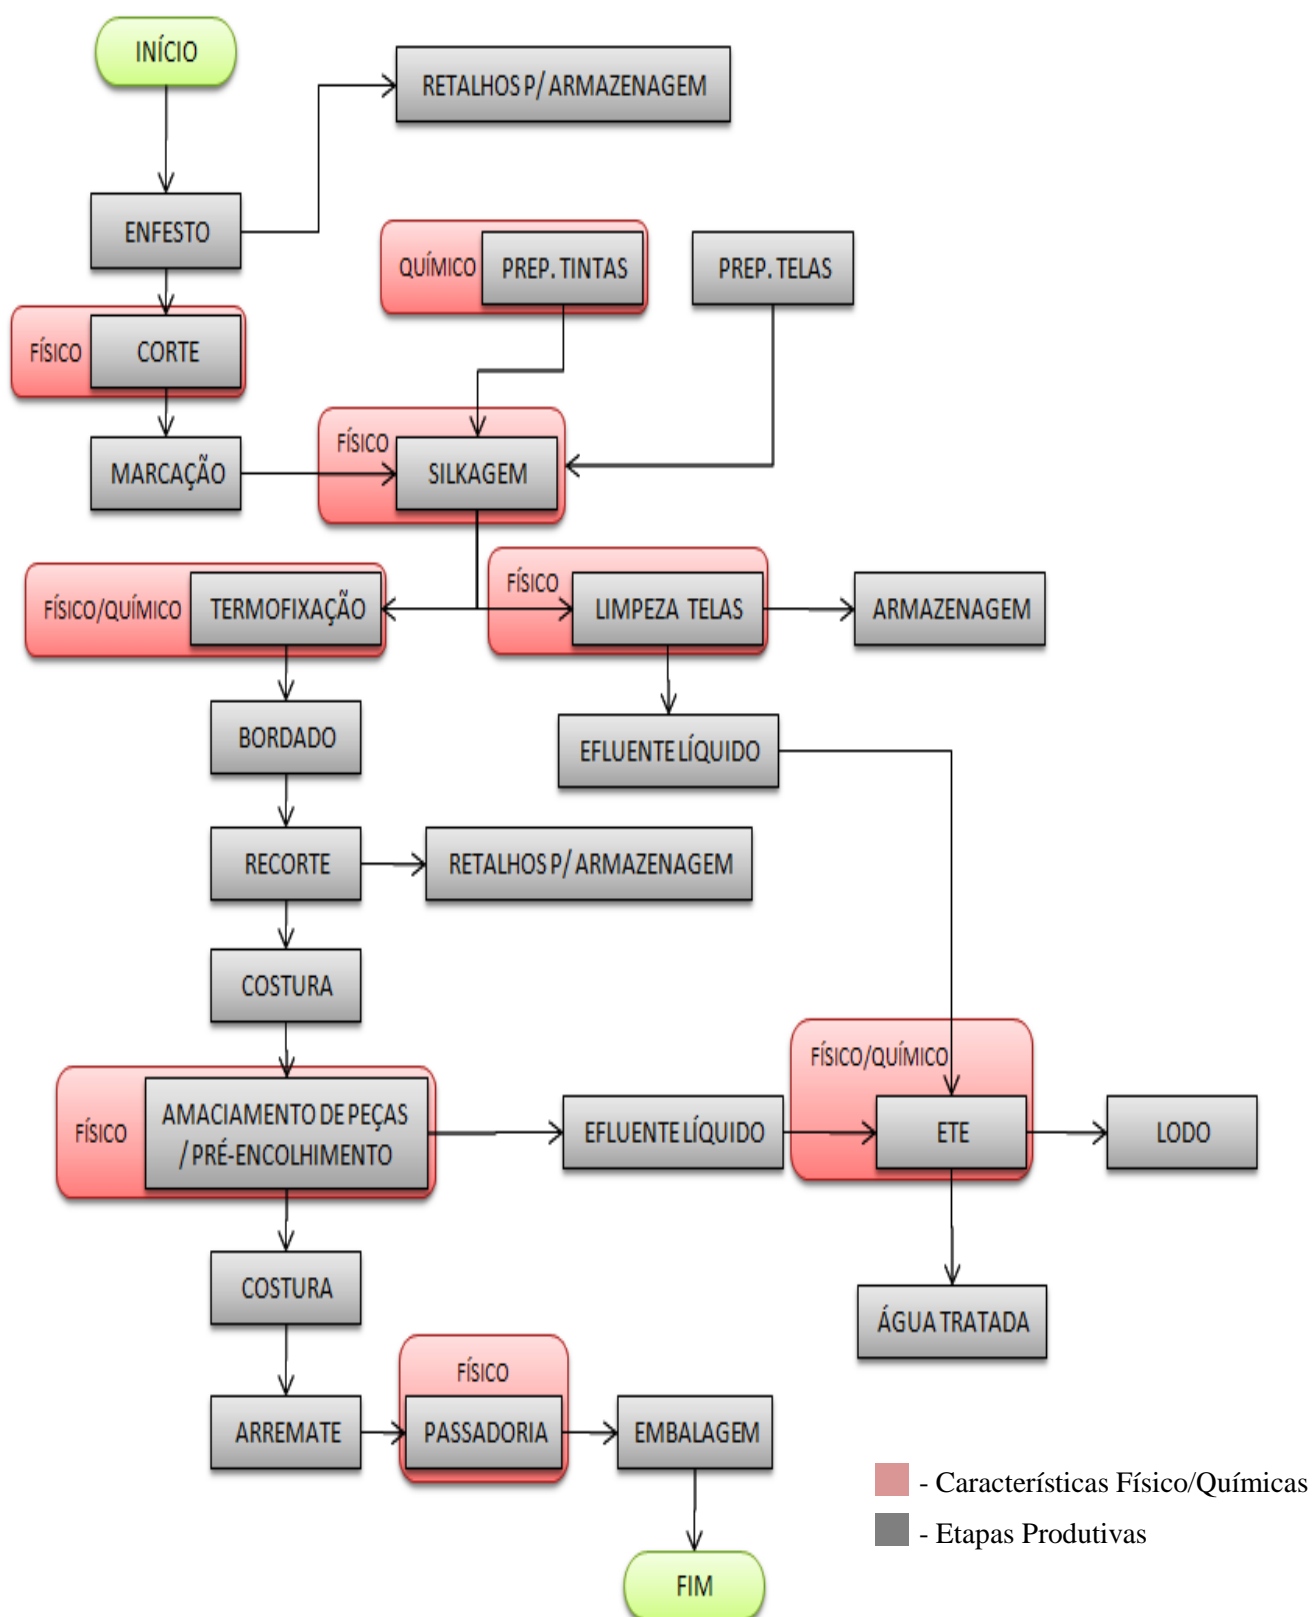 INÍCIO
RETALHOS P/ ARMAZENAGEM
ENFESTO
QUÍMICO
PREP. TINTAS
PREP. TELAS
FÍSICO
CORTE
MARCAÇÃO
FÍSICO
SILKAGEM
FÍSICO/QUÍMICO
TERMOFIXAÇÃO
FÍSICO
LIMPEZA TELAS
ARMAZENAGEM
BORDADO
EFLUENTE LÍQUIDO
RECORTE
RETALHOS P/ ARMAZENAGEM
COSTURA
FÍSICO
AMACIAMENTO DE PEÇAS
/ PRÉ-ENCOLHIMENTO
EFLUENTE LÍQUIDO
FÍSICO/QUÍMICO
ETE
LODO
COSTURA
ÁGUA TRATADA
ARREMATE
FÍSICO
PASSADORIA
EMBALAGEM
- Características Físico/Químicas
- Etapas Produtivas
FIM